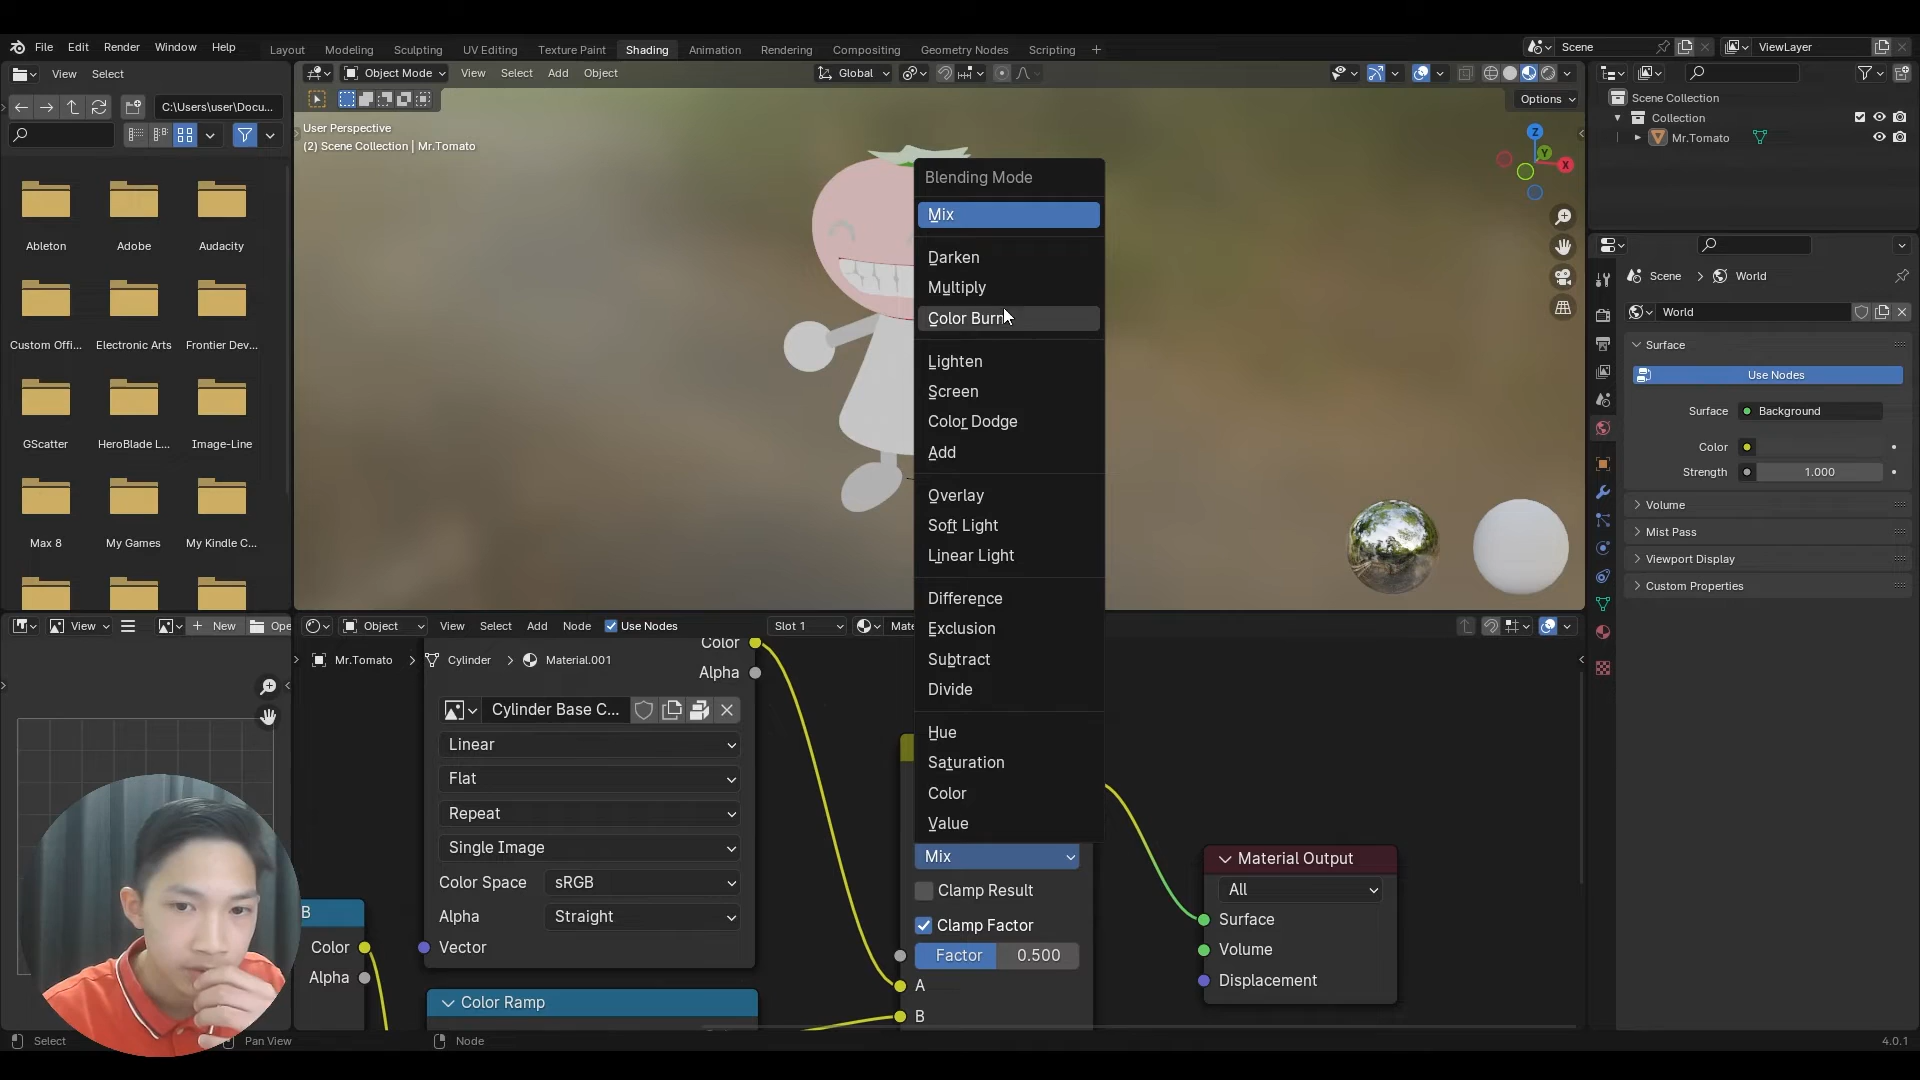 File Edit Render Window Help
Layout Modeling Sculpting UV Editing Texture Paint Shading Animation Rendering Compositing Geometry Nodes Scripting +
Scene
ViewLayer
View Select
Object Mode View Select Add Object
Global
C:\Users\user\Docu...
Options
User Perspective
(2) Scene Collection | Mr.Tomato
Ableton Adobe Audacity
Custom Offi... Electronic Arts Frontier Dev...
GScatter HeroBlade L... Image-Line
Max 8 My Games My Kindle C...
Blending Mode
Mix
Darken
Multiply
Color Burn
Lighten
Screen
Color Dodge
Add
Overlay
Soft Light
Linear Light
Difference
Exclusion
Subtract
Divide
Hue
Saturation
Color
Value
Z
Y
X
Scene Collection
Collection
Mr.Tomato
Scene > World
World
Surface
Use Nodes
Surface Background
Color
Strength 1.000
Volume
Mist Pass
Viewport Display
Custom Properties
View + New Ope
Object View Select Add Node Use Nodes Slot 1 Mate
Mr.Tomato > Cylinder > Material.001
Color
Alpha
Cylinder Base C...
Linear
Flat
Repeat
Single Image
Color Space sRGB
Alpha Straight
Vector
B
Color
Alpha
Color Ramp
Mix
Clamp Result
Clamp Factor
Factor 0.500
A
B
Material Output
All
Surface
Volume
Displacement
Select Pan View Node 4.0.1